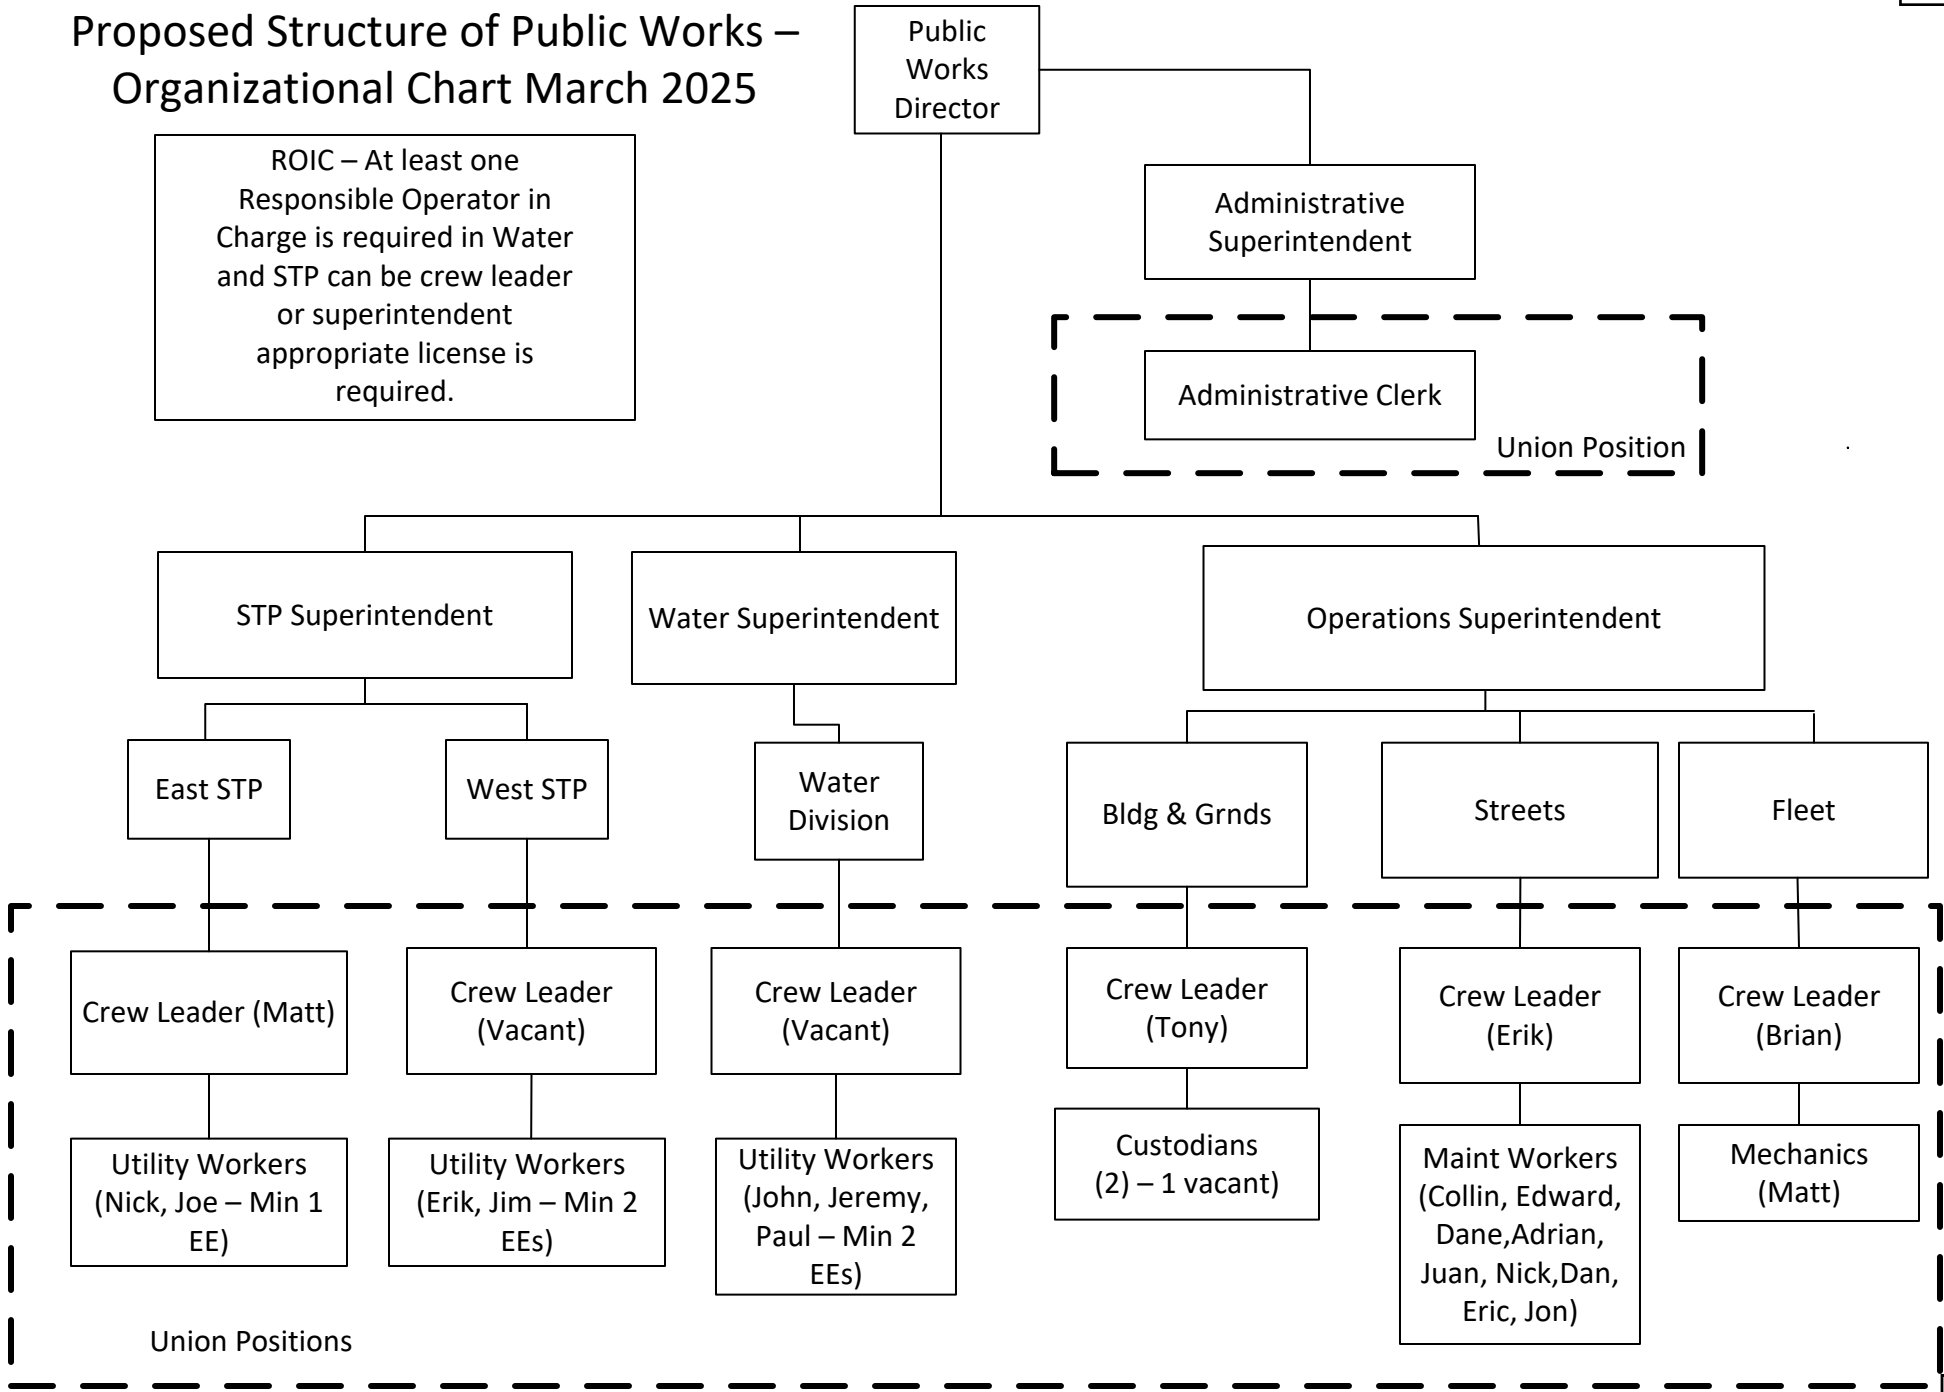 Proposed Structure of Public Works –
Organizational Chart March 2025
Public
Works
Director
ROIC – At least one
Responsible Operator in
Charge is required in Water
and STP can be crew leader
or superintendent
appropriate license is
required.
Administrative
Superintendent
Administrative Clerk
Union Position
STP Superintendent
Water Superintendent
Operations Superintendent
East STP
West STP
Water
Division
Bldg & Grnds
Streets
Fleet
Crew Leader (Matt)
Crew Leader
(Vacant)
Crew Leader
(Vacant)
Crew Leader
(Tony)
Crew Leader
(Erik)
Crew Leader
(Brian)
Utility Workers
(Nick, Joe – Min 1
EE)
Utility Workers
(Erik, Jim – Min 2
EEs)
Utility Workers
(John, Jeremy,
Paul – Min 2
EEs)
Custodians
(2) – 1 vacant)
Maint Workers
(Collin, Edward,
Dane,Adrian,
Juan, Nick,Dan,
Eric, Jon)
Mechanics
(Matt)
Union Positions